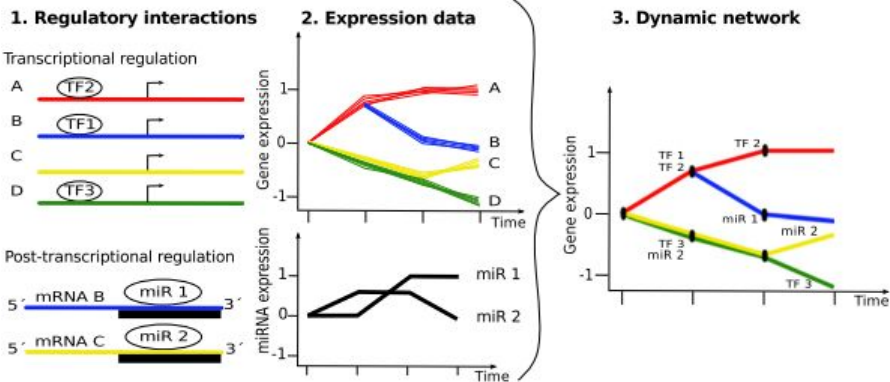 1. Regulatory interactions
Transcriptional regulation
A
TF2
B
TF1
C
D
TF3
Post-transcriptional regulation
5´ mRNA B miR 1 3´
5´ mRNA C miR 2 3´
2. Expression data
Gene expression
1
0
-1
A
B
C
D
Time
miRNA expression
1
0
-1
miR 1
miR 2
Time
3. Dynamic network
Gene expression
1
0
-1
TF 1
TF 2
TF 2
miR 1
miR 2
TF 3
miR 2
TF 3
Time